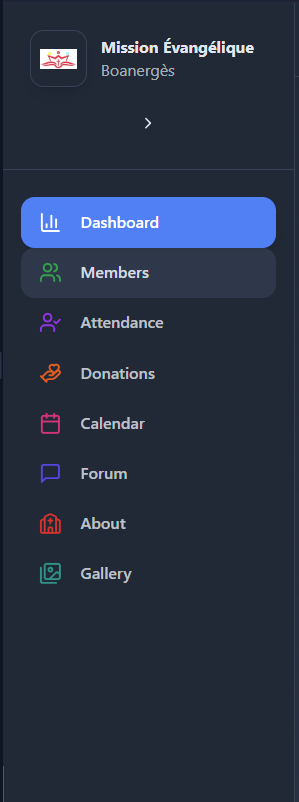 Mission Évangélique
Boanergès
Dashboard
Members
Attendance
Donations
Calendar
Forum
About
Gallery